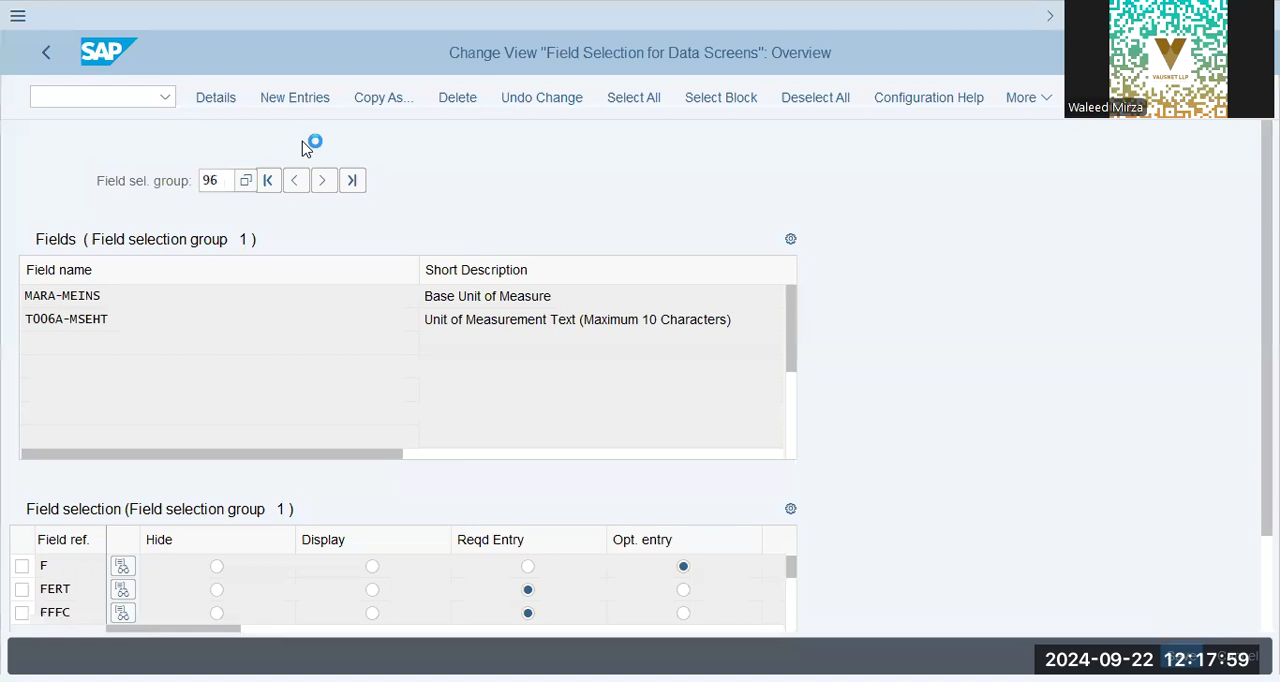 SAP
Change View "Field Selection for Data Screens": Overview
VAUSKET LLP
Waleed Mirza
Details New Entries Copy As... Delete Undo Change Select All Select Block Deselect All Configuration Help More
Field sel. group: 96
Fields ( Field selection group 1 )
Field name Short Description
MARA-MEINS Base Unit of Measure
T006A-MSEHT Unit of Measurement Text (Maximum 10 Characters)
Field selection (Field selection group 1 )
Field ref. Hide Display Reqd Entry Opt. entry
F
FERT
FFFC
2024-09-22 12:17:59